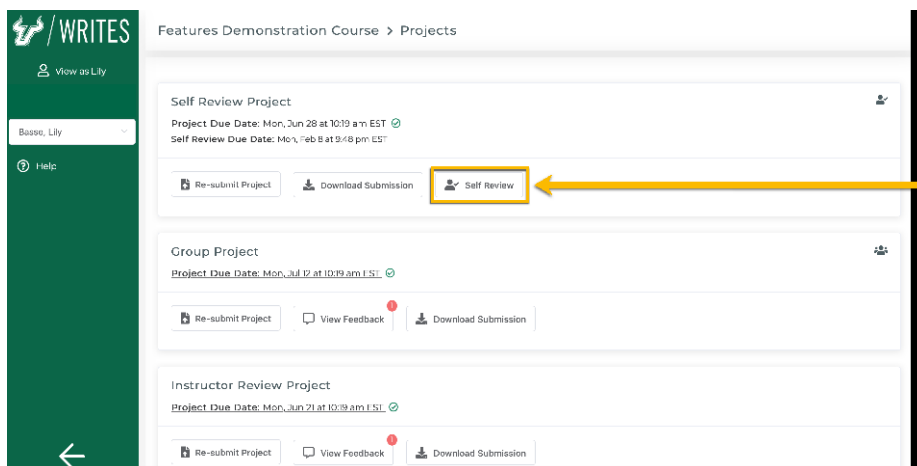 /WRITES
Features Demonstration Course > Projects
View as Lily
Basse, Lily
Help
Self Review Project
Project Due Date: Mon, Jun 28 at 10:19 am EST
Self Review Due Date: Mon, Feb 8 at 9:48 pm EST
Re-submit Project Download Submission Self Review
Group Project
Project Due Date: Mon, Jul 12 at 10:19 am EST
Re-submit Project View Feedback Download Submission
Instructor Review Project
Project Due Date: Mon, Jun 21 at 10:19 am EST
Re-submit Project View Feedback Download Submission